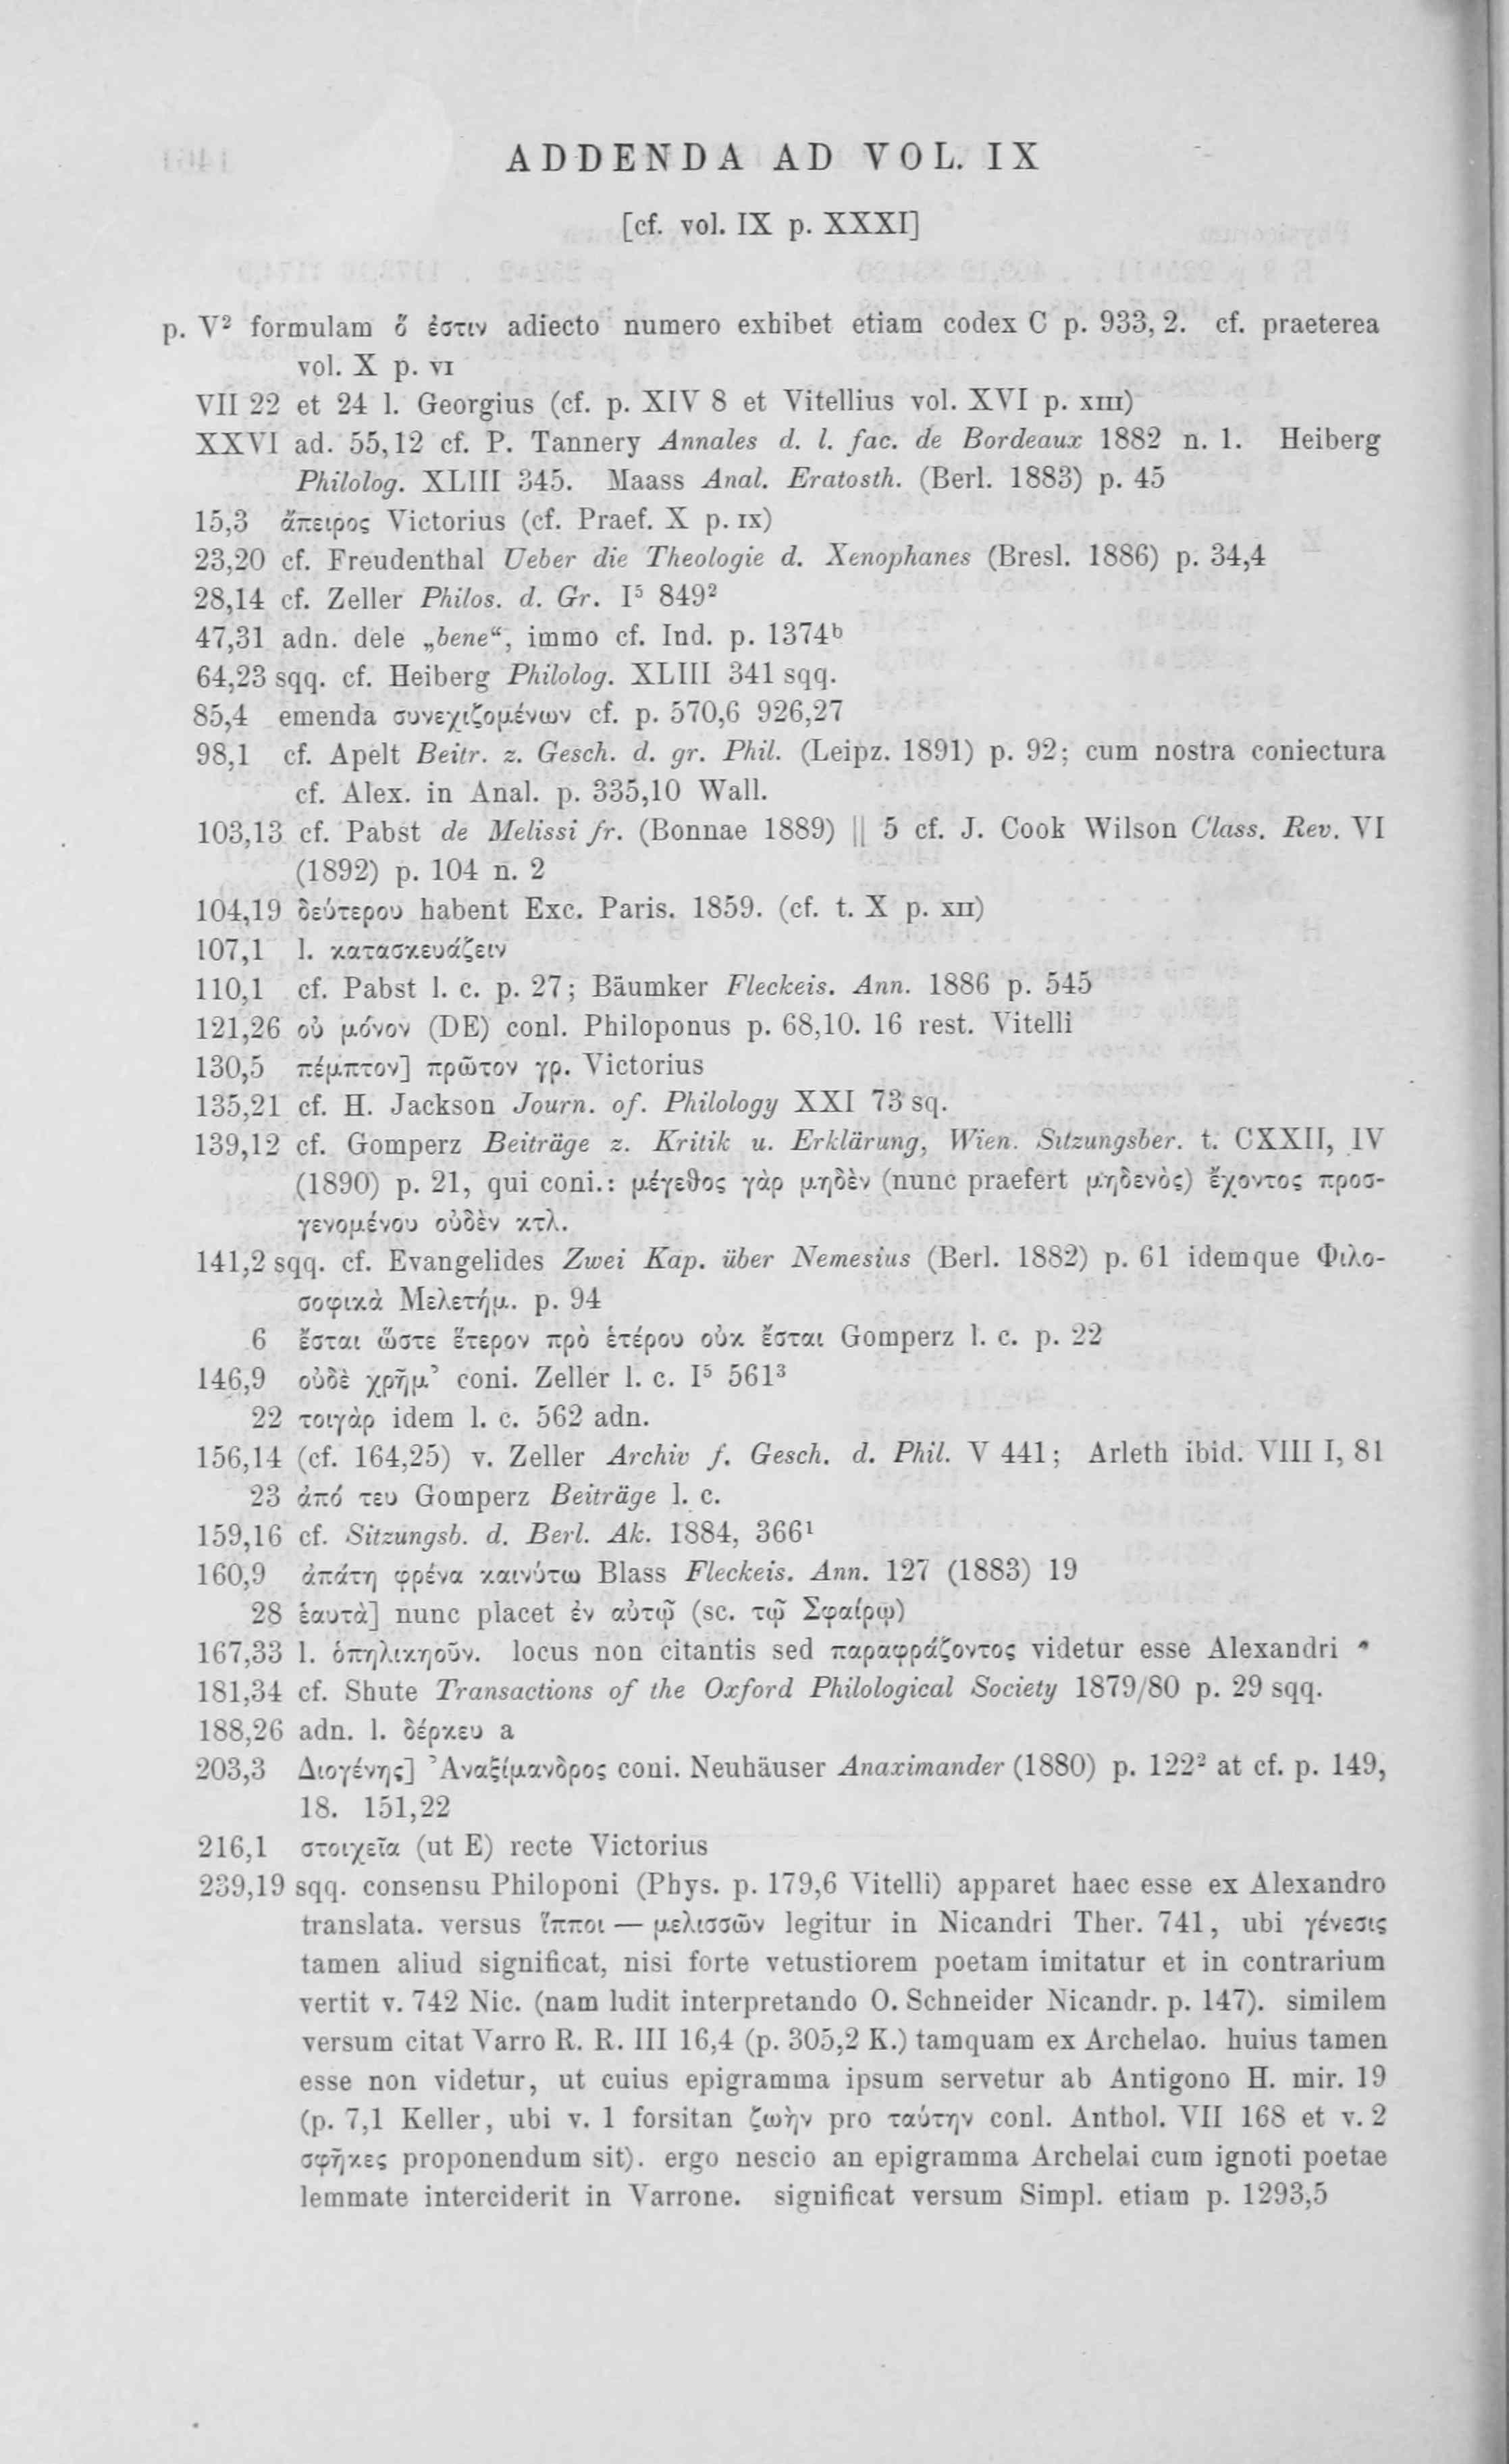 ADDENDA AD VOL. IX
[cf. vol. IX p. XXXI]
p. V² formulam ὅ ἐστιν adiecto numero exhibet etiam codex C p. 933, 2. cf. praeterea
vol. X p. VI
VII 22 et 24 l. Georgius (cf. p. XIV 8 et Vitellius vol. XVI p. XIII)
XXVI ad. 55,12 cf. P. Tannery Annales d. l. fac. de Bordeaux 1882 n. 1. Heiberg
Philolog. XLIII 345. Maass Anal. Eratosth. (Berl. 1883) p. 45
15,3 ἄπειρος Victorius (cf. Praef. X p. IX)
23,20 cf. Freudenthal Ueber die Theologie d. Xenophanes (Bresl. 1886) p. 34,4
28,14 cf. Zeller Philos. d. Gr. I⁵ 849²
47,31 adn. dele „bene“, immo cf. Ind. p. 1374ᵇ
64,23 sqq. cf. Heiberg Philolog. XLIII 341 sqq.
85,4 emenda συνεχιζομένων cf. p. 570,6 926,27
98,1 cf. Apelt Beitr. z. Gesch. d. gr. Phil. (Leipz. 1891) p. 92; cum nostra coniectura
cf. Alex. in Anal. p. 335,10 Wall.
103,13 cf. Pabst de Melissi fr. (Bonnae 1889) || 5 cf. J. Cook Wilson Class. Rev. VI
(1892) p. 104 n. 2
104,19 δεύτερου habent Exc. Paris. 1859. (cf. t. X p. XII)
107,1 l. κατασκευάζειν
110,1 cf. Pabst l. c. p. 27; Bäumker Fleckeis. Ann. 1886 p. 545
121,26 οὐ μόνον (DE) conl. Philoponus p. 68,10. 16 rest. Vitelli
130,5 πέμπτον] πρῶτον γρ. Victorius
135,21 cf. H. Jackson Journ. of. Philology XXI 73 sq.
139,12 cf. Gomperz Beiträge z. Kritik u. Erklärung, Wien. Sitzungsber. t. CXXII, IV
(1890) p. 21, qui coni.: μέγεθος γὰρ μηδὲν (nunc praefert μηδενὸς) ἔχοντος προσ-
γενομένου οὐδὲν κτλ.
141,2 sqq. cf. Evangelides Zwei Kap. über Nemesius (Berl. 1882) p. 61 idemque Φιλο-
σοφικὰ Μελετήμ. p. 94
6 ἔσται ὥστε ἕτερον πρὸ ἑτέρου οὐκ ἔσται Gomperz l. c. p. 22
146,9 οὐδὲ χρῆμ’ coni. Zeller l. c. I⁵ 561³
22 τοιγὰρ idem l. c. 562 adn.
156,14 (cf. 164,25) v. Zeller Archiv f. Gesch. d. Phil. V 441; Arleth ibid. VIII I, 81
23 ἀπό τευ Gomperz Beiträge l. c.
159,16 cf. Sitzungsb. d. Berl. Ak. 1884, 366¹
160,9 ἀπάτη φρένα καινύτω Blass Fleckeis. Ann. 127 (1883) 19
28 ἑαυτὰ] nunc placet ἐν αὐτῷ (sc. τῷ Σφαίρῳ)
167,33 l. ὁπηλικηοῦν. locus non citantis sed παραφράζοντος videtur esse Alexandri
181,34 cf. Shute Transactions of the Oxford Philological Society 1879/80 p. 29 sqq.
188,26 adn. l. δέρκευ a
203,3 Διογένης] Ἀναξίμανδρος coni. Neuhäuser Anaximander (1880) p. 122² at cf. p. 149,
18. 151,22
216,1 στοιχεῖα (ut E) recte Victorius
239,19 sqq. consensu Philoponi (Phys. p. 179,6 Vitelli) apparet haec esse ex Alexandro
translata. versus ἵπποι — μελισσῶν legitur in Nicandri Ther. 741, ubi γένεσις
tamen aliud significat, nisi forte vetustiorem poetam imitatur et in contrarium
vertit v. 742 Nic. (nam ludit interpretando O. Schneider Nicandr. p. 147). similem
versum citat Varro R. R. III 16,4 (p. 305,2 K.) tamquam ex Archelao. huius tamen
esse non videtur, ut cuius epigramma ipsum servetur ab Antigono H. mir. 19
(p. 7,1 Keller, ubi v. 1 forsitan ζωὴν pro ταύτην conl. Anthol. VII 168 et v. 2
σφῆκες proponendum sit). ergo nescio an epigramma Archelai cum ignoti poetae
lemmate interciderit in Varrone. significat versum Simpl. etiam p. 1293,5